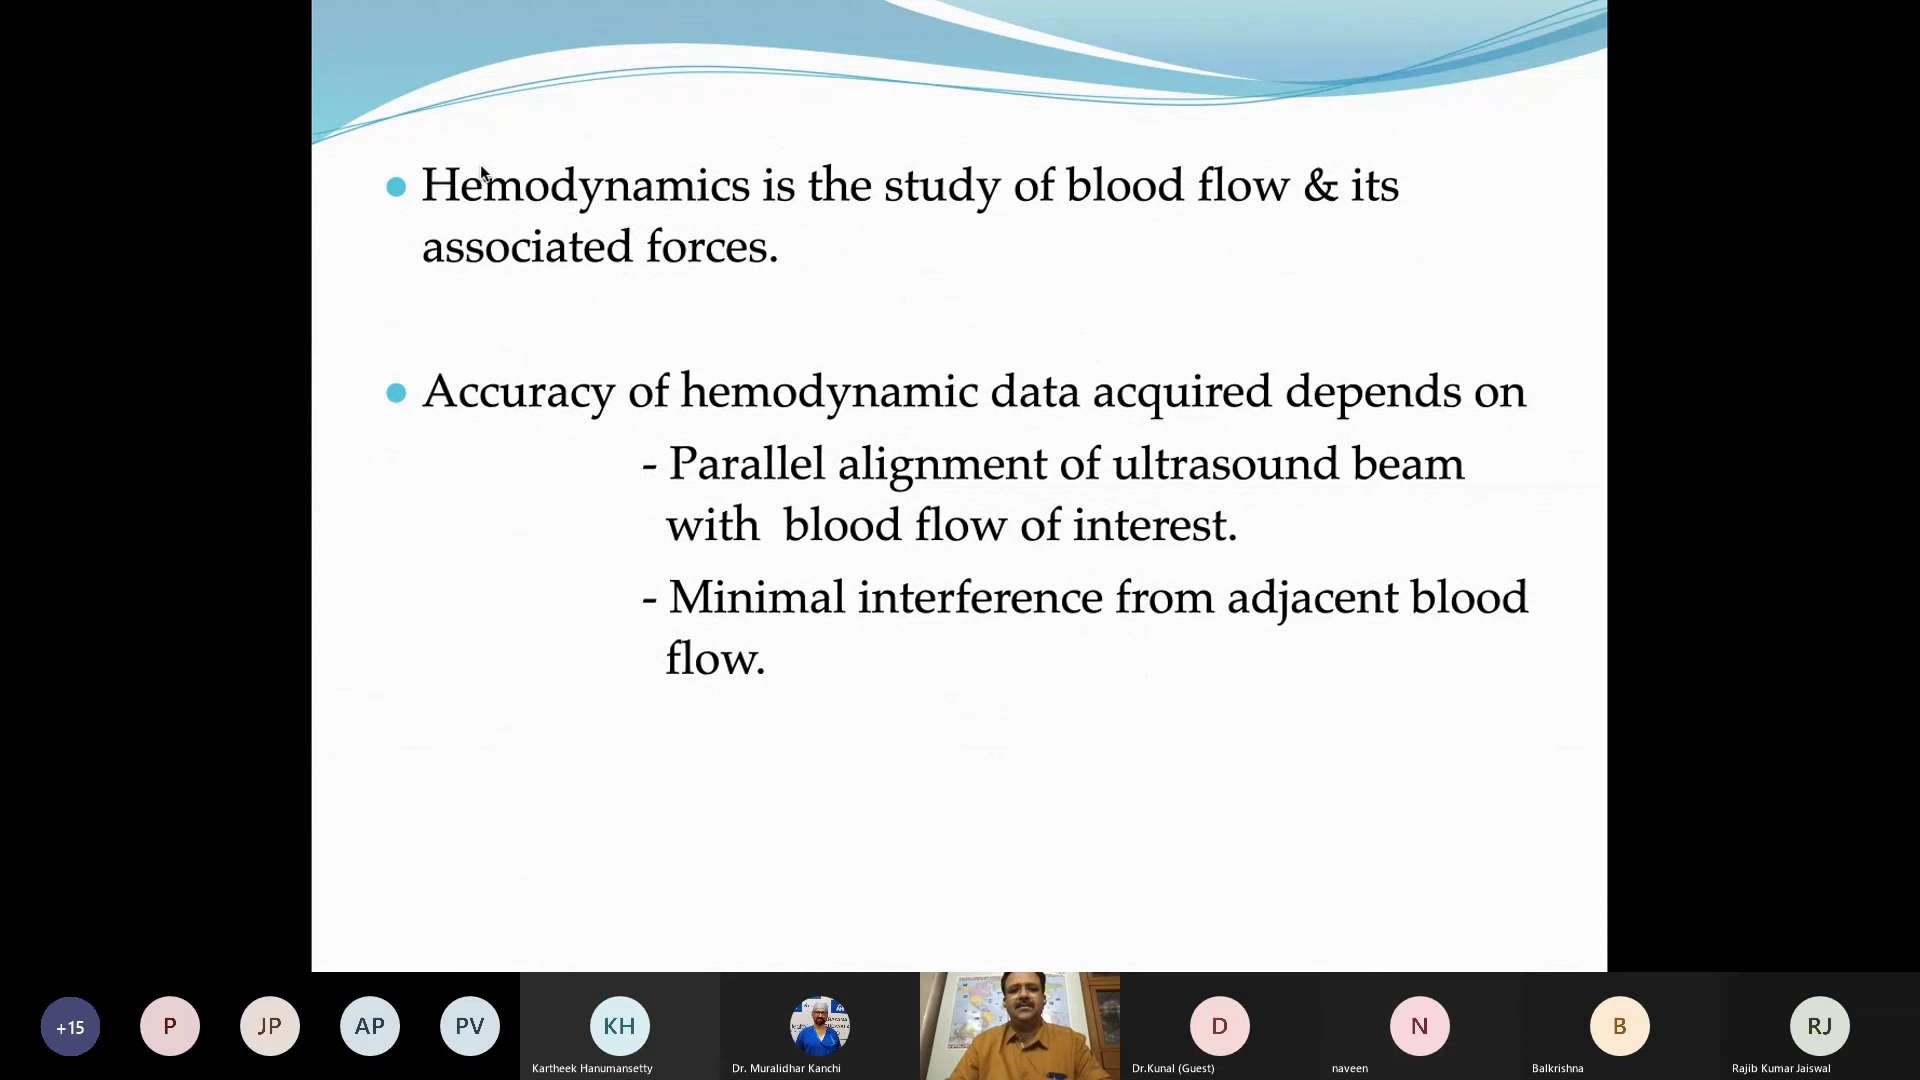 Hemodynamics is the study of blood flow & its
associated forces.
Accuracy of hemodynamic data acquired depends on
- Parallel alignment of ultrasound beam
with blood flow of interest.
- Minimal interference from adjacent blood
flow.
+15
P
JP
AP
PV
KH
D
N
B
RJ
Kartheek Hanumansetty
Dr. Muralidhar Kanchi
Dr.Kunal (Guest)
naveen
Balkrishna
Rajib Kumar Jaiswal